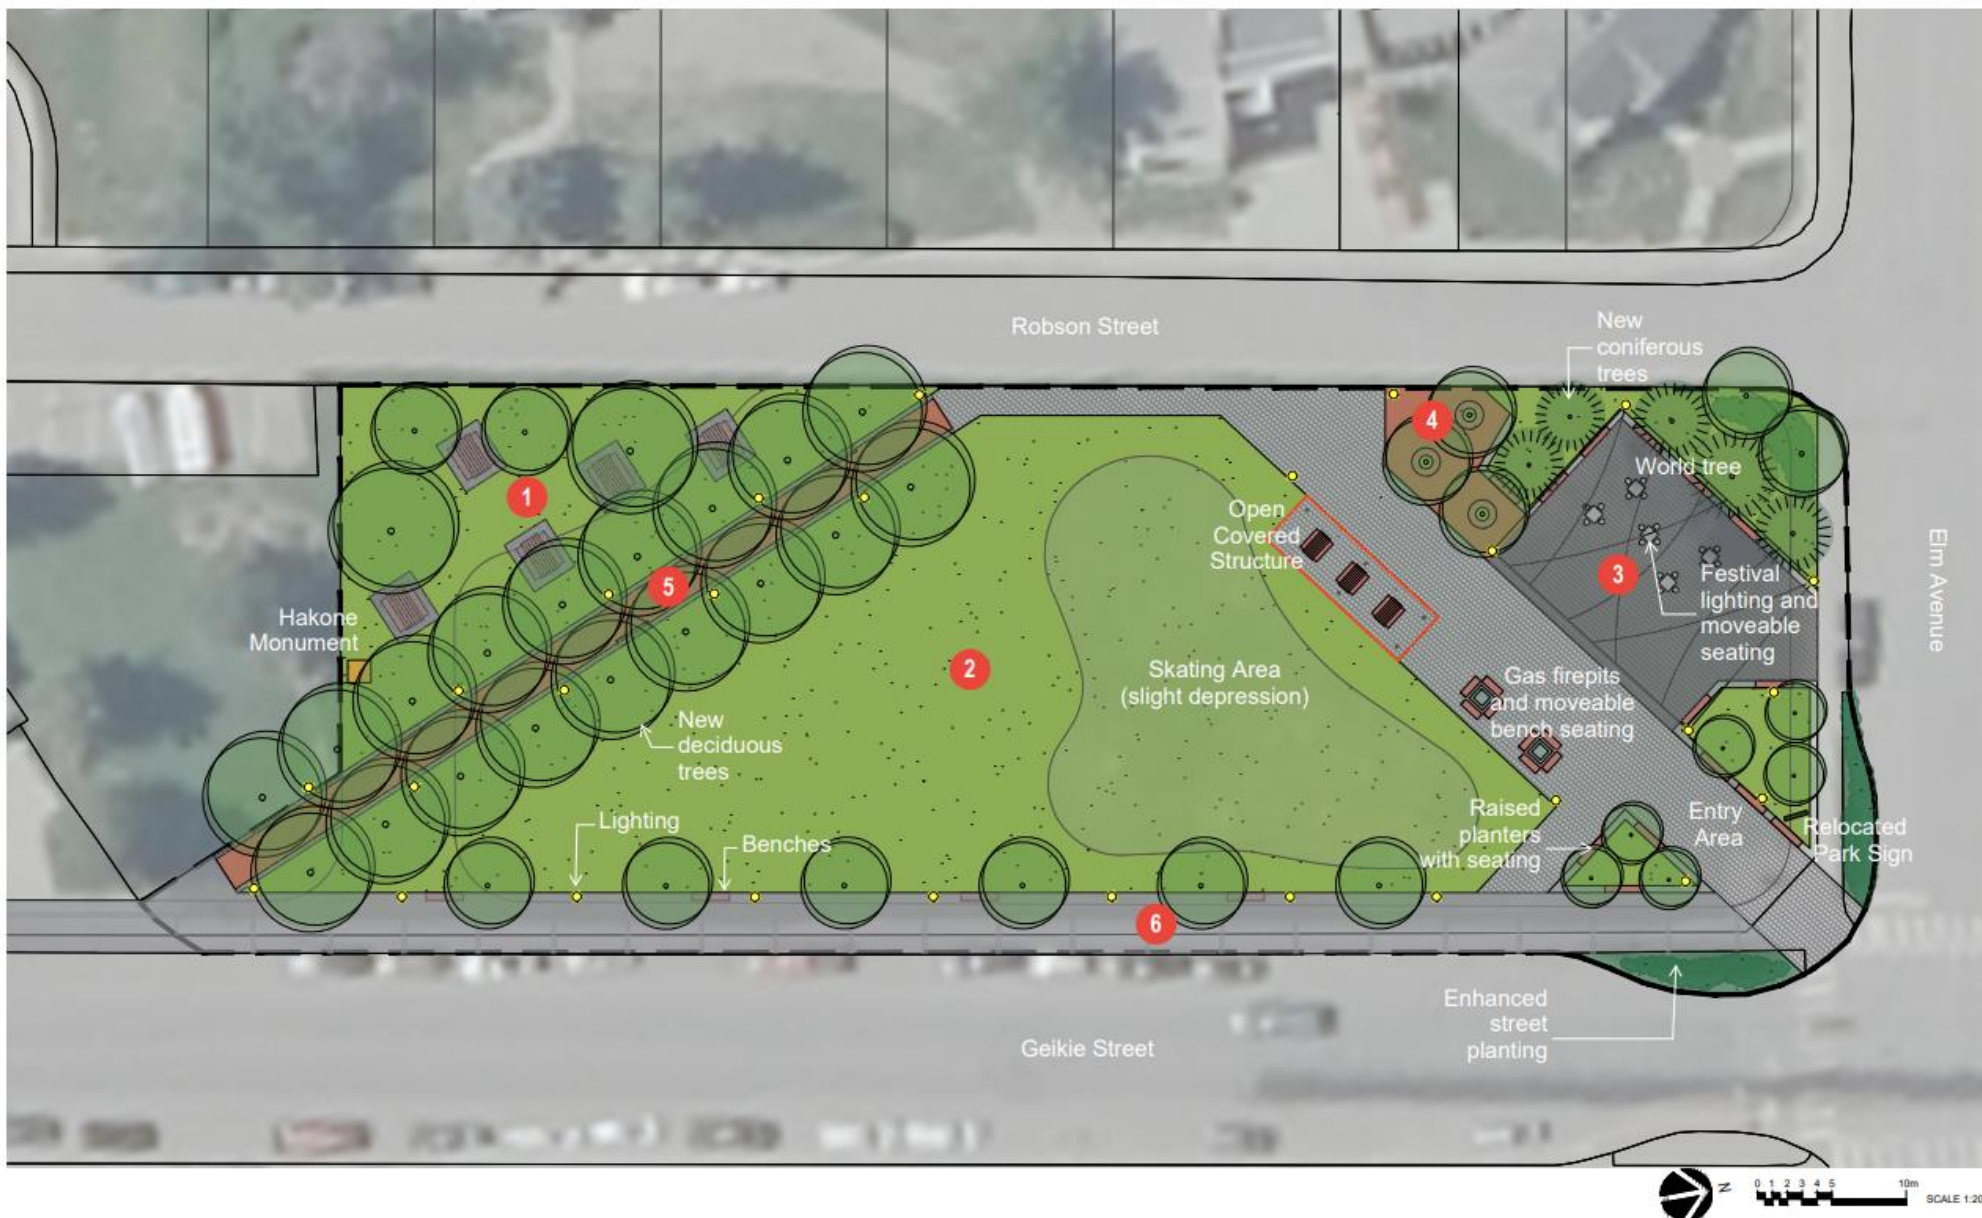 Robson Street
New
coniferous
trees
4
World tree
1
Open
Covered
Structure
Elm Avenue
3
Festival
lighting and
moveable
seating
5
Hakone
Monument
2
Skating Area
(slight depression)
Gas firepits
and moveable
bench seating
New
deciduous
trees
Lighting
Benches
Raised
planters
with seating
Entry
Area
Relocated
Park Sign
6
Enhanced
street
planting
Geikie Street
N
0 1 2 3 4 5 10m
SCALE 1:20